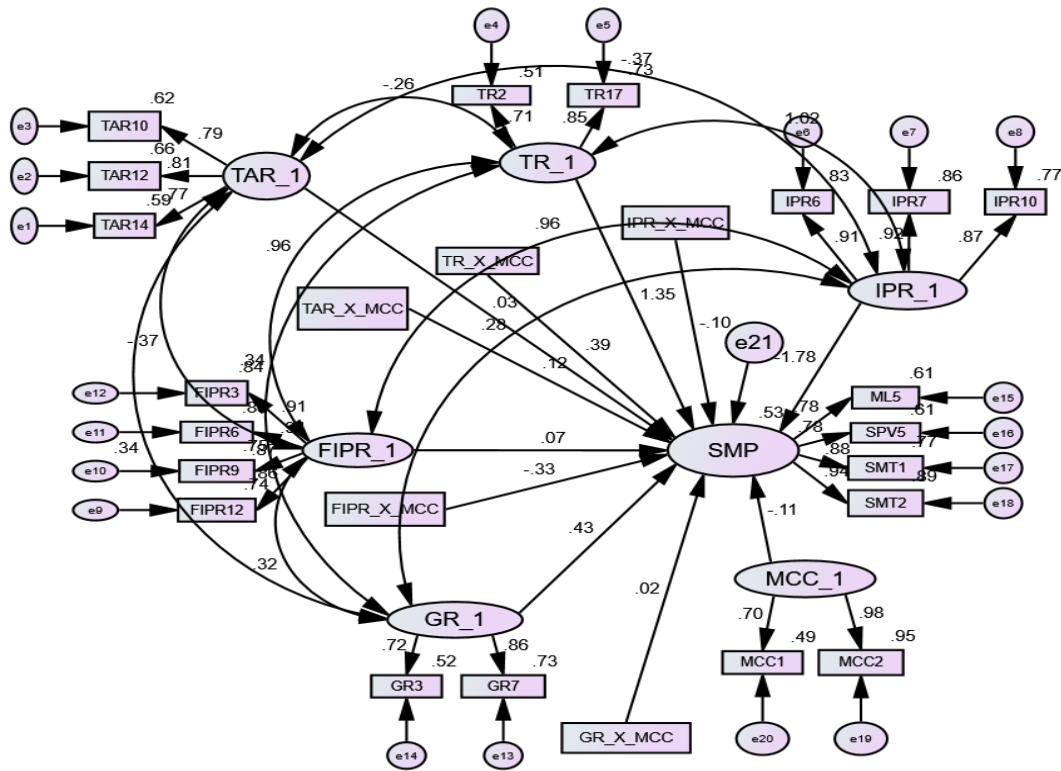 e4
e5
-.37
.51
.73
-.26
e3
.62
TAR10
TR2
TR17
1.02
e6
e7
e8
.79
.71
.85
e2
.66
TAR12
.81
TAR_1
TR_1
.83
.86
.77
e1
.59
.77
TAR14
IPR6
IPR7
IPR10
.96
IPR_X_MCC
.91
.92
.87
.96
TR_X_MCC
IPR_1
TAR_X_MCC
.03
1.35
.28
-.10
e21
-.37
.39
-1.78
.34
.84
.12
.61
e12
FIPR3
.91
.53
.78
ML5
e15
e11
FIPR6
.78
.61
SPV5
e16
.34
FIPR_1
.07
SMP
.88
.77
e10
FIPR9
.75
SMT1
e17
.86
.94
.89
e9
FIPR12
.74
FIPR_X_MCC
-.33
SMT2
e18
.43
-.11
.32
.02
MCC_1
GR_1
.70
.98
.72
.52
.86
.73
.49
.95
GR3
GR7
MCC1
MCC2
e14
e13
GR_X_MCC
e20
e19